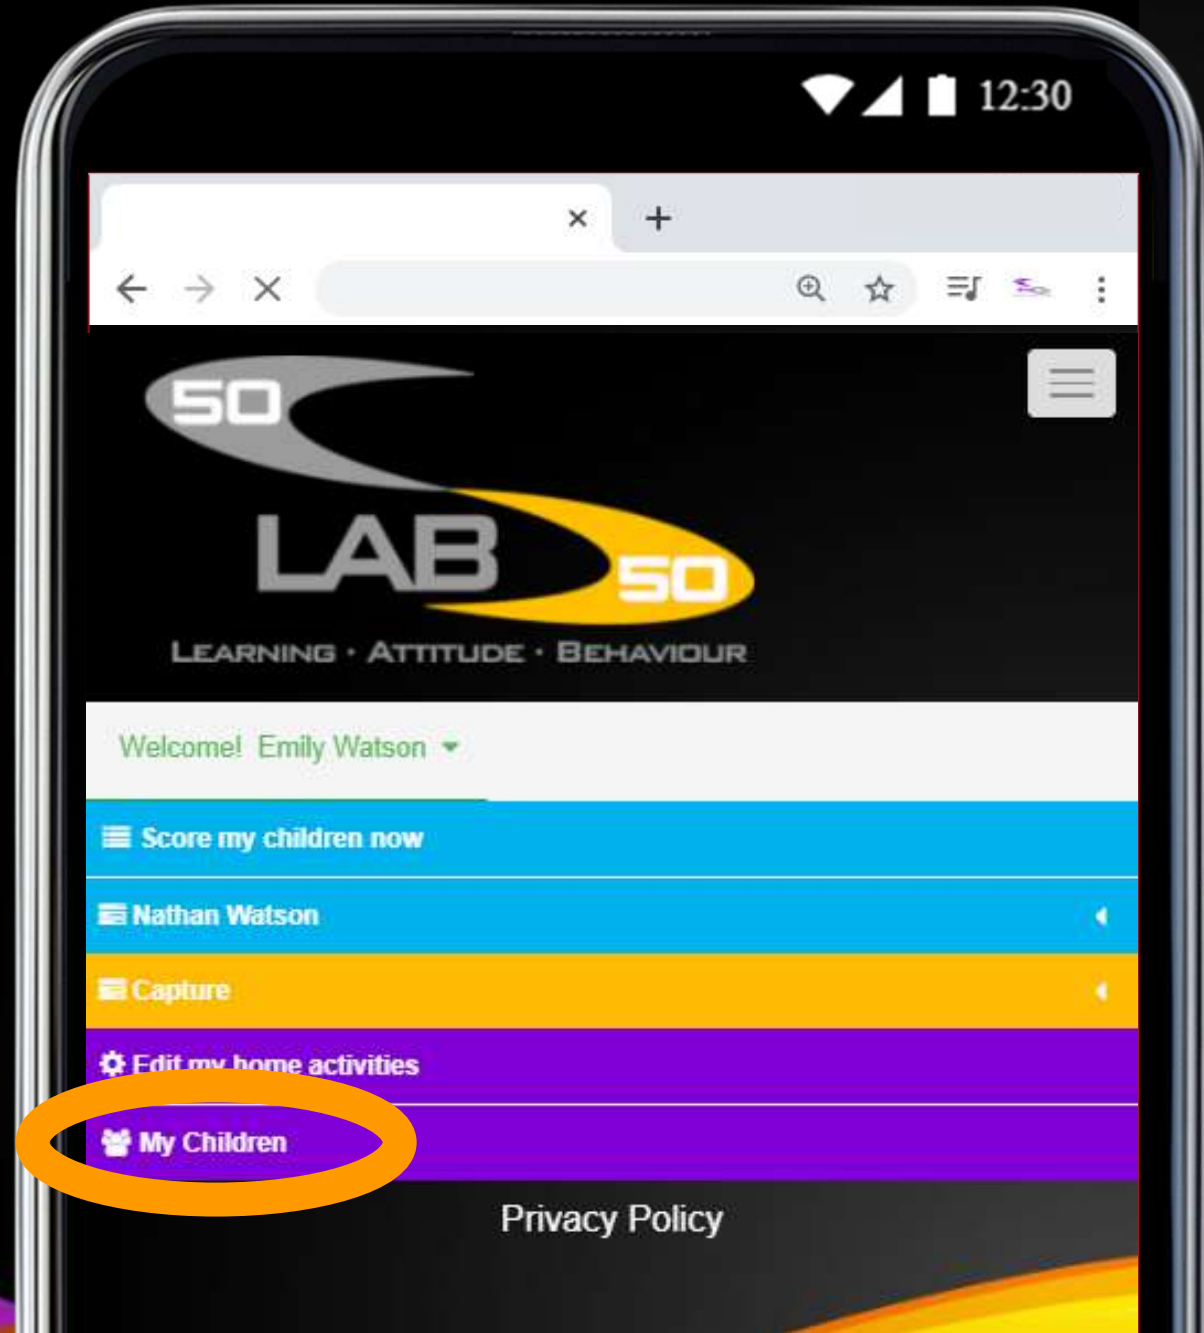 12:30
50
LAB
50
LEARNING · ATTITUDE · BEHAVIOUR
Welcome! Emily Watson
Score my children now
Nathan Watson
Capture
Edit my home activities
My Children
Privacy Policy